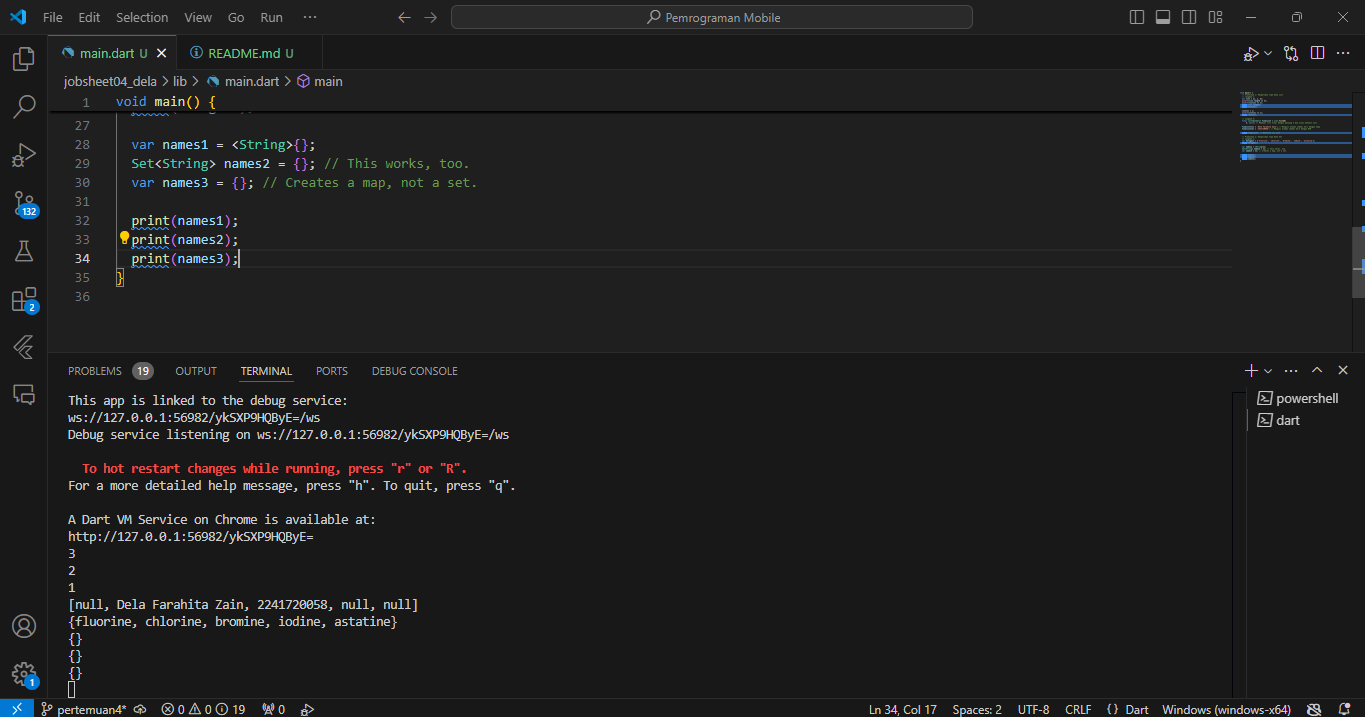 File Edit Selection View Go Run ···
Pemrograman Mobile
main.dart U
README.md U
jobsheet04_dela > lib > main.dart > main
1 void main() {
27
28 var names1 = <String>{};
29 Set<String> names2 = {}; // This works, too.
30 var names3 = {}; // Creates a map, not a set.
31
32 print(names1);
33 print(names2);
34 print(names3);
35 }
36
132
2
1
PROBLEMS 19 OUTPUT TERMINAL PORTS DEBUG CONSOLE
powershell
dart
This app is linked to the debug service:
ws://127.0.0.1:56982/ykSXP9HQByE=/ws
Debug service listening on ws://127.0.0.1:56982/ykSXP9HQByE=/ws
To hot restart changes while running, press "r" or "R".
For a more detailed help message, press "h". To quit, press "q".
A Dart VM Service on Chrome is available at:
http://127.0.0.1:56982/ykSXP9HQByE=
3
2
1
[null, Dela Farahita Zain, 2241720058, null, null]
{fluorine, chlorine, bromine, iodine, astatine}
{}
{}
{}
pertemuan4* 0 0 19 0 Ln 34, Col 17 Spaces: 2 UTF-8 CRLF {} Dart Windows (windows-x64)